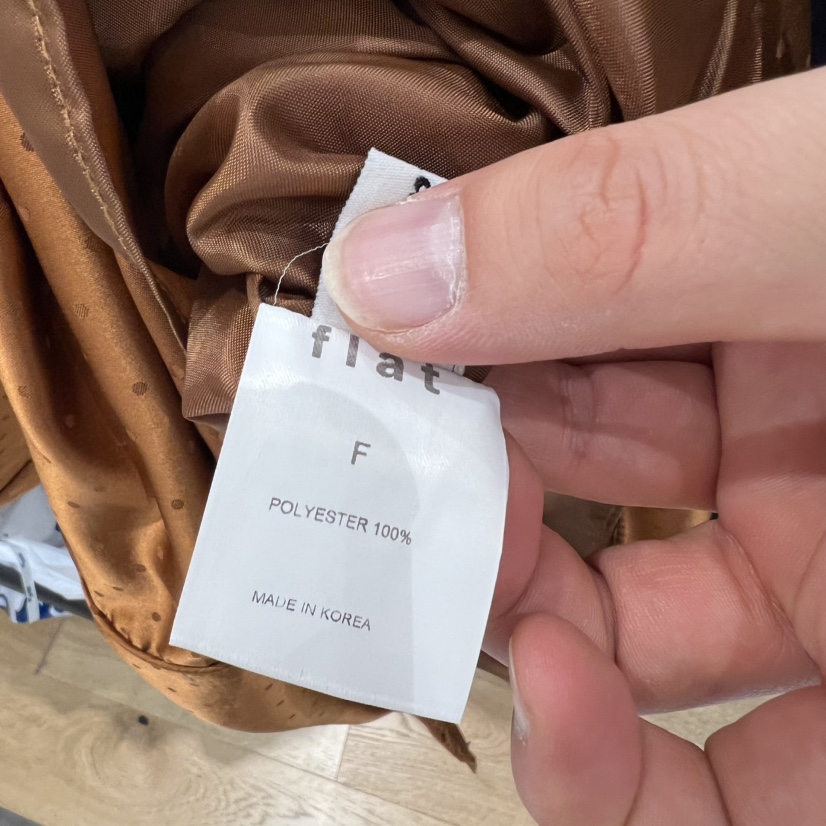 flat
F
POLYESTER 100%
MADE IN KOREA